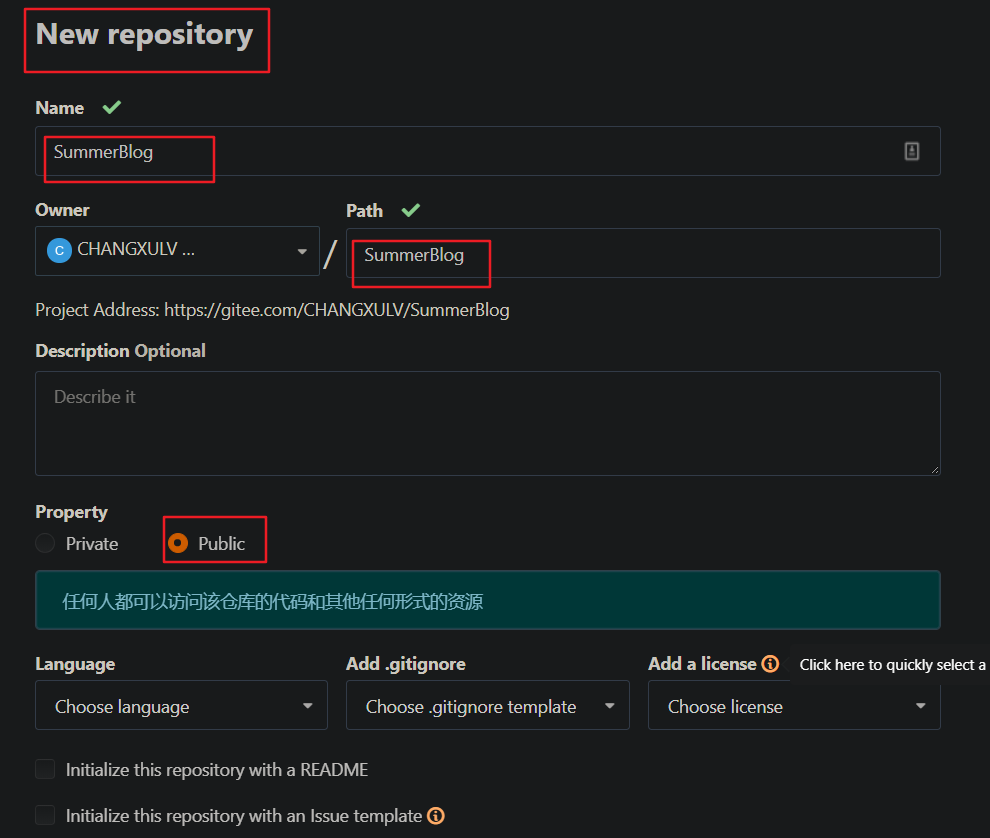 New repository
Name
SummerBlog
Owner
Path
C CHANGXULV ...
/
SummerBlog
Project Address: https://gitee.com/CHANGXULV/SummerBlog
Description Optional
Describe it
Property
Private
Public
任何人都可以访问该仓库的代码和其他任何形式的资源
Language
Add .gitignore
Add a license
Click here to quickly select a
Choose language
Choose .gitignore template
Choose license
Initialize this repository with a README
Initialize this repository with an Issue template